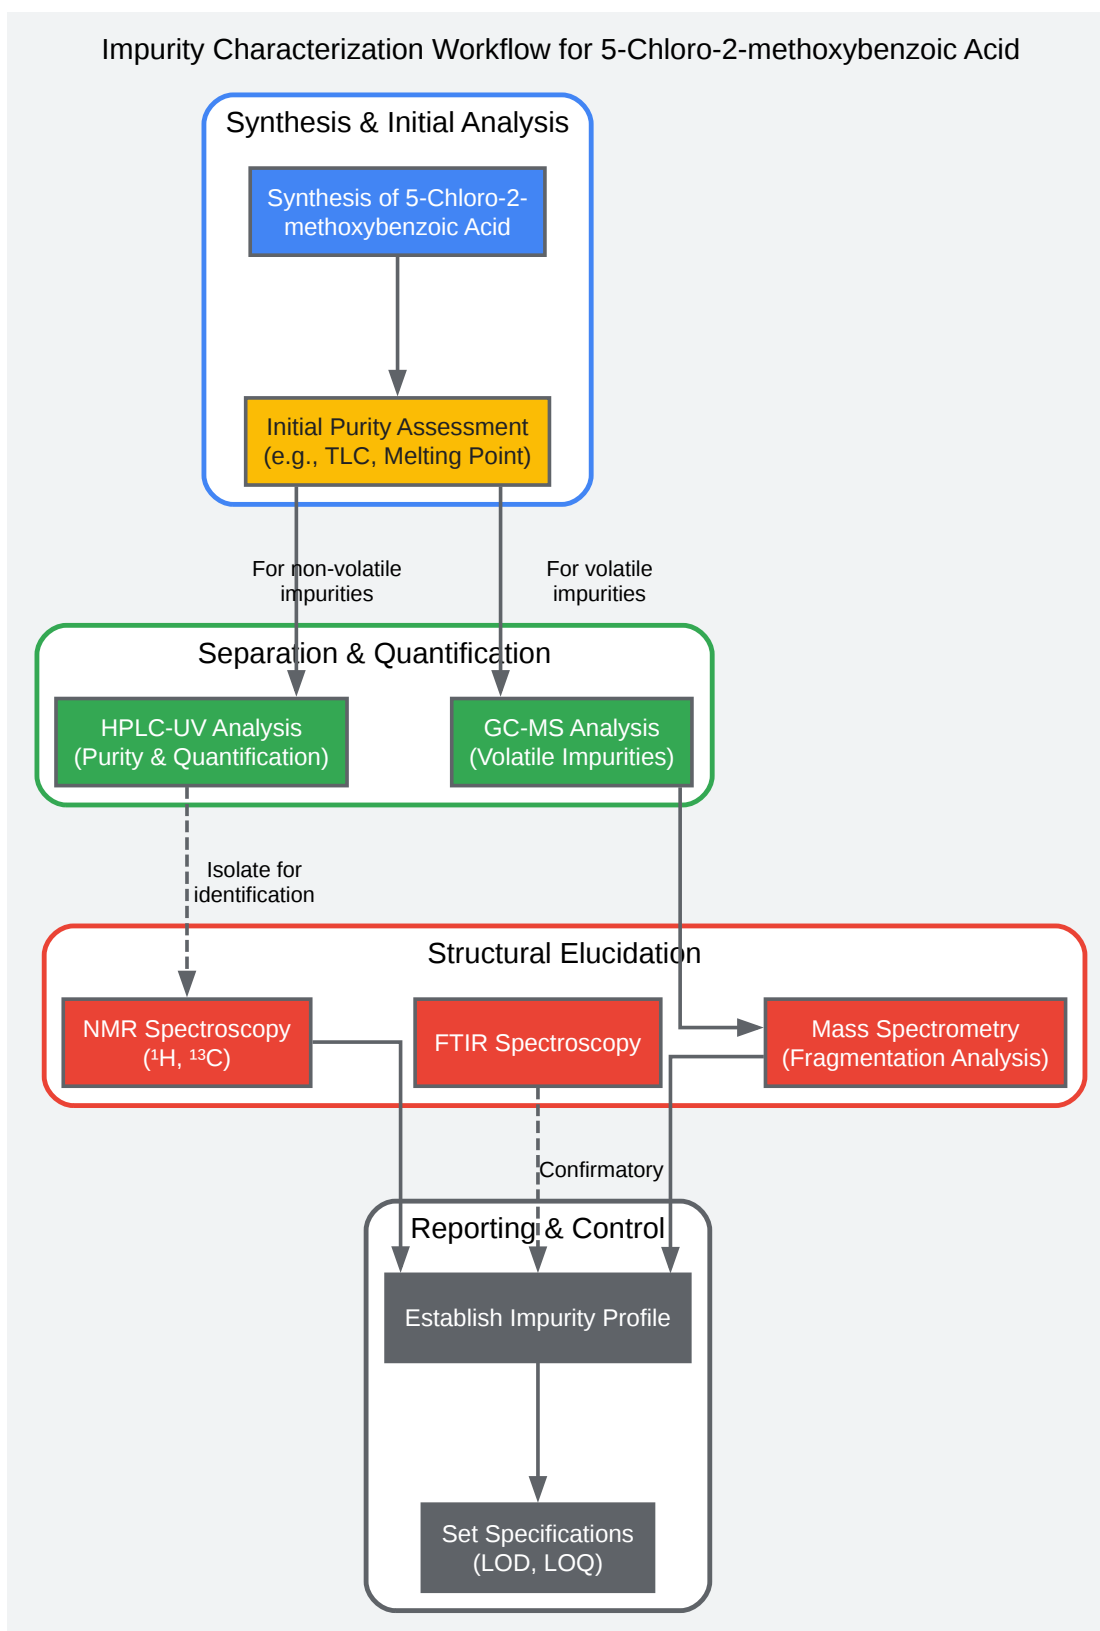 Impurity Characterization Workflow for 5-Chloro-2-methoxybenzoic Acid
Synthesis & Initial Analysis
Synthesis of 5-Chloro-2-
methoxybenzoic Acid
Initial Purity Assessment
(e.g., TLC, Melting Point)
For non-volatile
impurities
For volatile
impurities
Separation & Quantification
HPLC-UV Analysis
(Purity & Quantification)
GC-MS Analysis
(Volatile Impurities)
Isolate for
identification
Structural Elucidation
NMR Spectroscopy
(¹H, ¹³C)
FTIR Spectroscopy
Mass Spectrometry
(Fragmentation Analysis)
Confirmatory
Reporting & Control
Establish Impurity Profile
Set Specifications
(LOD, LOQ)